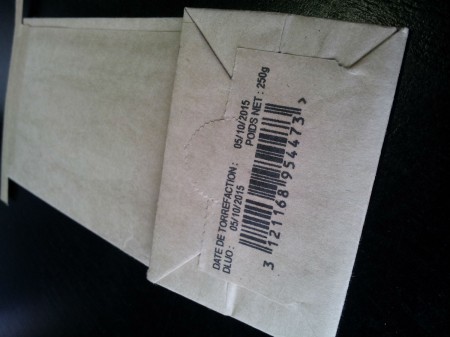 DATE DE TORREFACTION : 05/10/2015
DLUO : 05/10/2015 POIDS NET : 250g
3 121168 954473 >